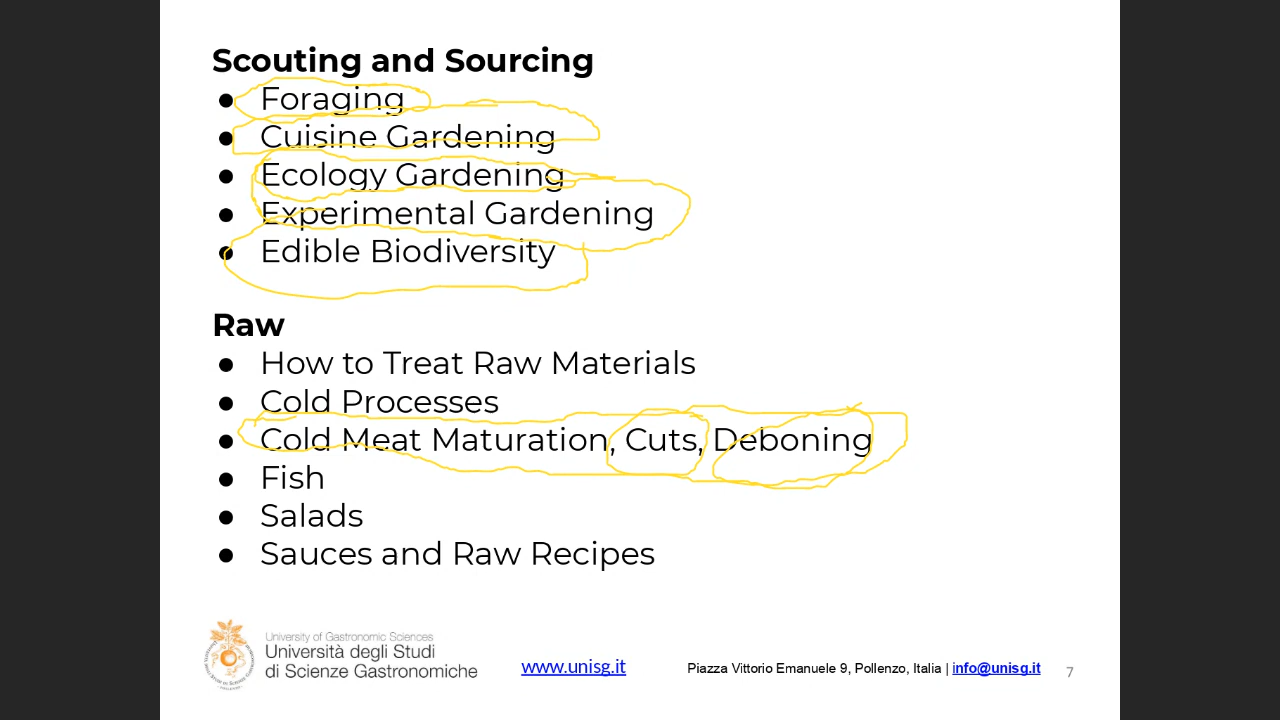 Scouting and Sourcing
● Foraging
● Cuisine Gardening
● Ecology Gardening
● Experimental Gardening
● Edible Biodiversity
Raw
● How to Treat Raw Materials
● Cold Processes
● Cold Meat Maturation, Cuts, Deboning
● Fish
● Salads
● Sauces and Raw Recipes
University of Gastronomic Sciences
Università degli Studi
di Scienze Gastronomiche
www.unisg.it
Piazza Vittorio Emanuele 9, Pollenzo, Italia | info@unisg.it
7